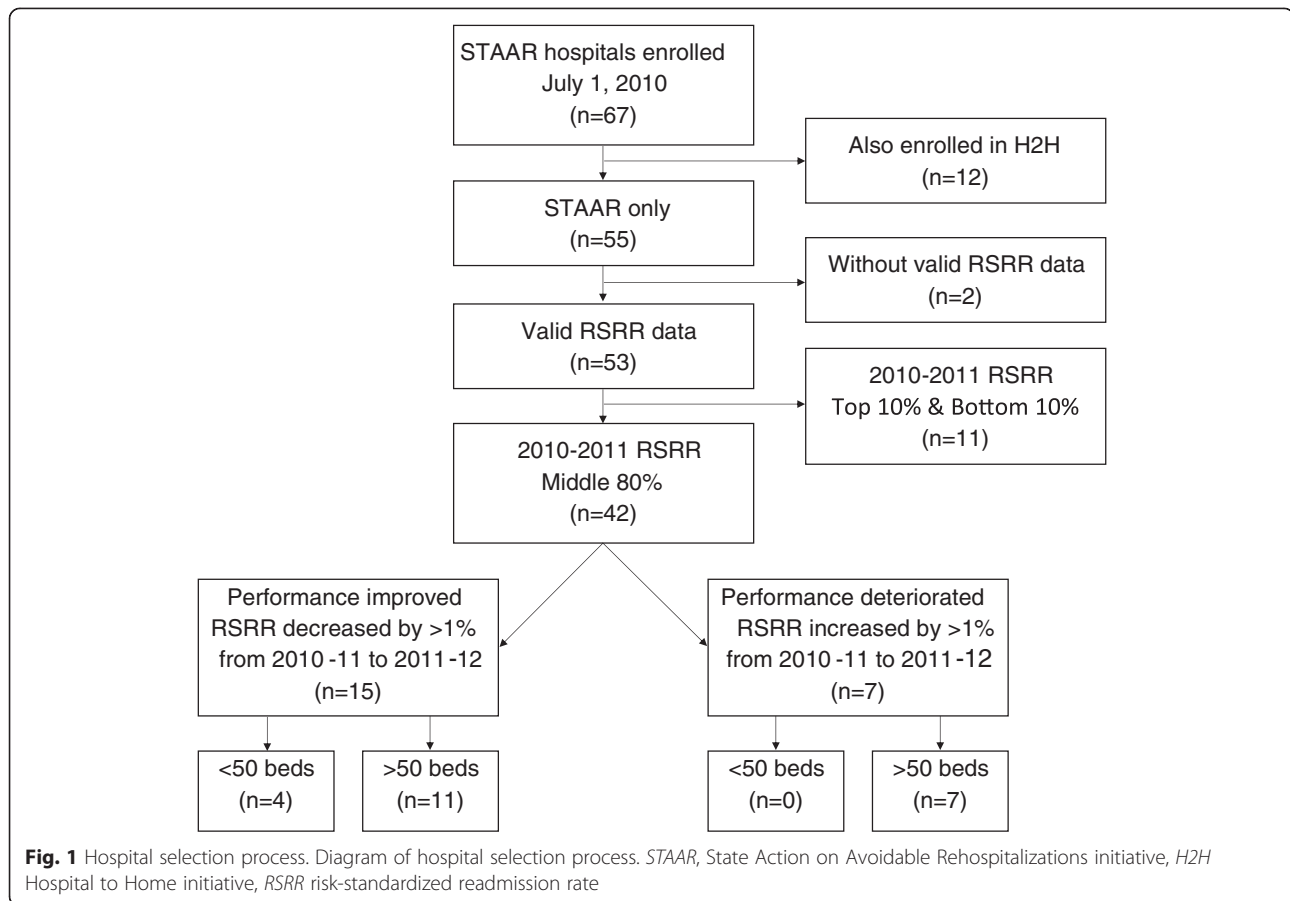 STAAR hospitals enrolled
July 1, 2010
(n=67)
Also enrolled in H2H
(n=12)
STAAR only
(n=55)
Without valid RSRR data
(n=2)
Valid RSRR data
(n=53)
2010-2011 RSRR
Top 10% & Bottom 10%
(n=11)
2010-2011 RSRR
Middle 80%
(n=42)
Performance improved
RSRR decreased by >1%
from 2010 -11 to 2011 -12
(n=15)
Performance deteriorated
RSRR increased by >1%
from 2010 -11 to 2011 -12
(n=7)
<50 beds
(n=4)
>50 beds
(n=11)
<50 beds
(n=0)
>50 beds
(n=7)
Fig. 1 Hospital selection process. Diagram of hospital selection process. STAAR, State Action on Avoidable Rehospitalizations initiative, H2H
Hospital to Home initiative, RSRR risk-standardized readmission rate